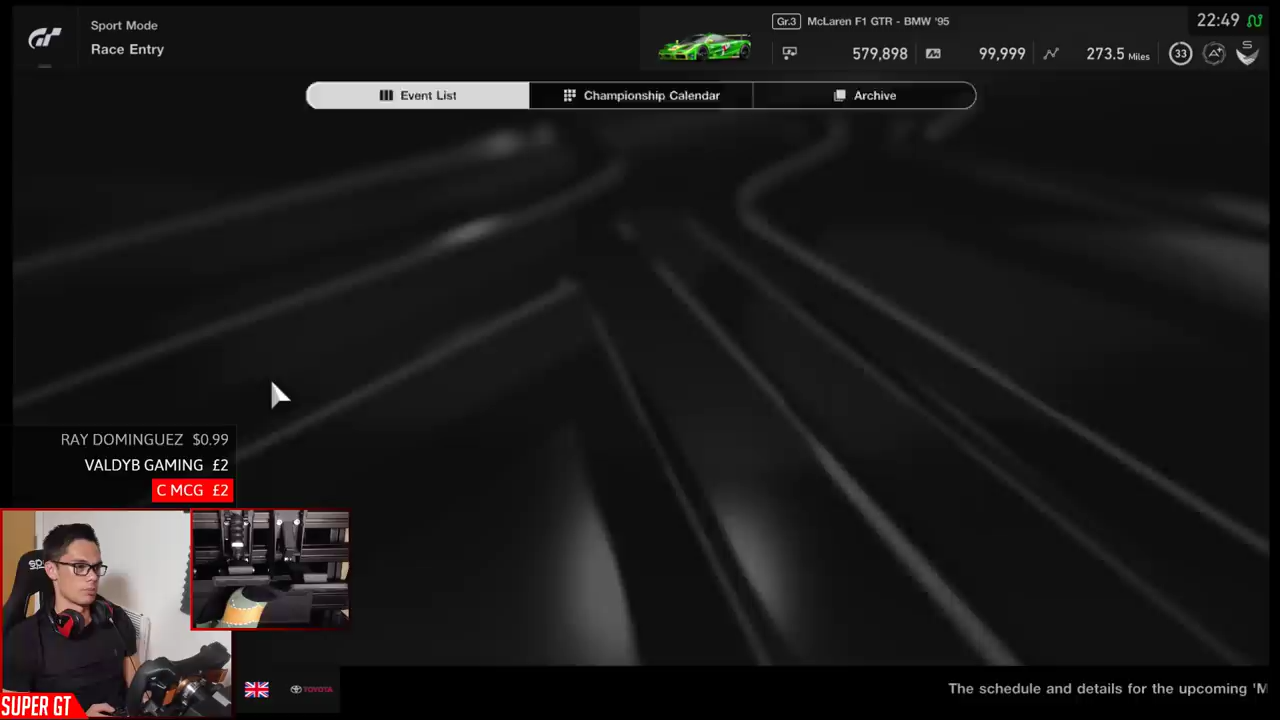 Sport Mode
Race Entry
Gr.3 McLaren F1 GTR - BMW '95
22:49
579,898 99,999 273.5 Miles 33 A+ S
Event List Championship Calendar Archive
RAY DOMINGUEZ $0.99
VALDYB GAMING £2
C MCG £2
SUPER GT
TOYOTA
The schedule and details for the upcoming 'M